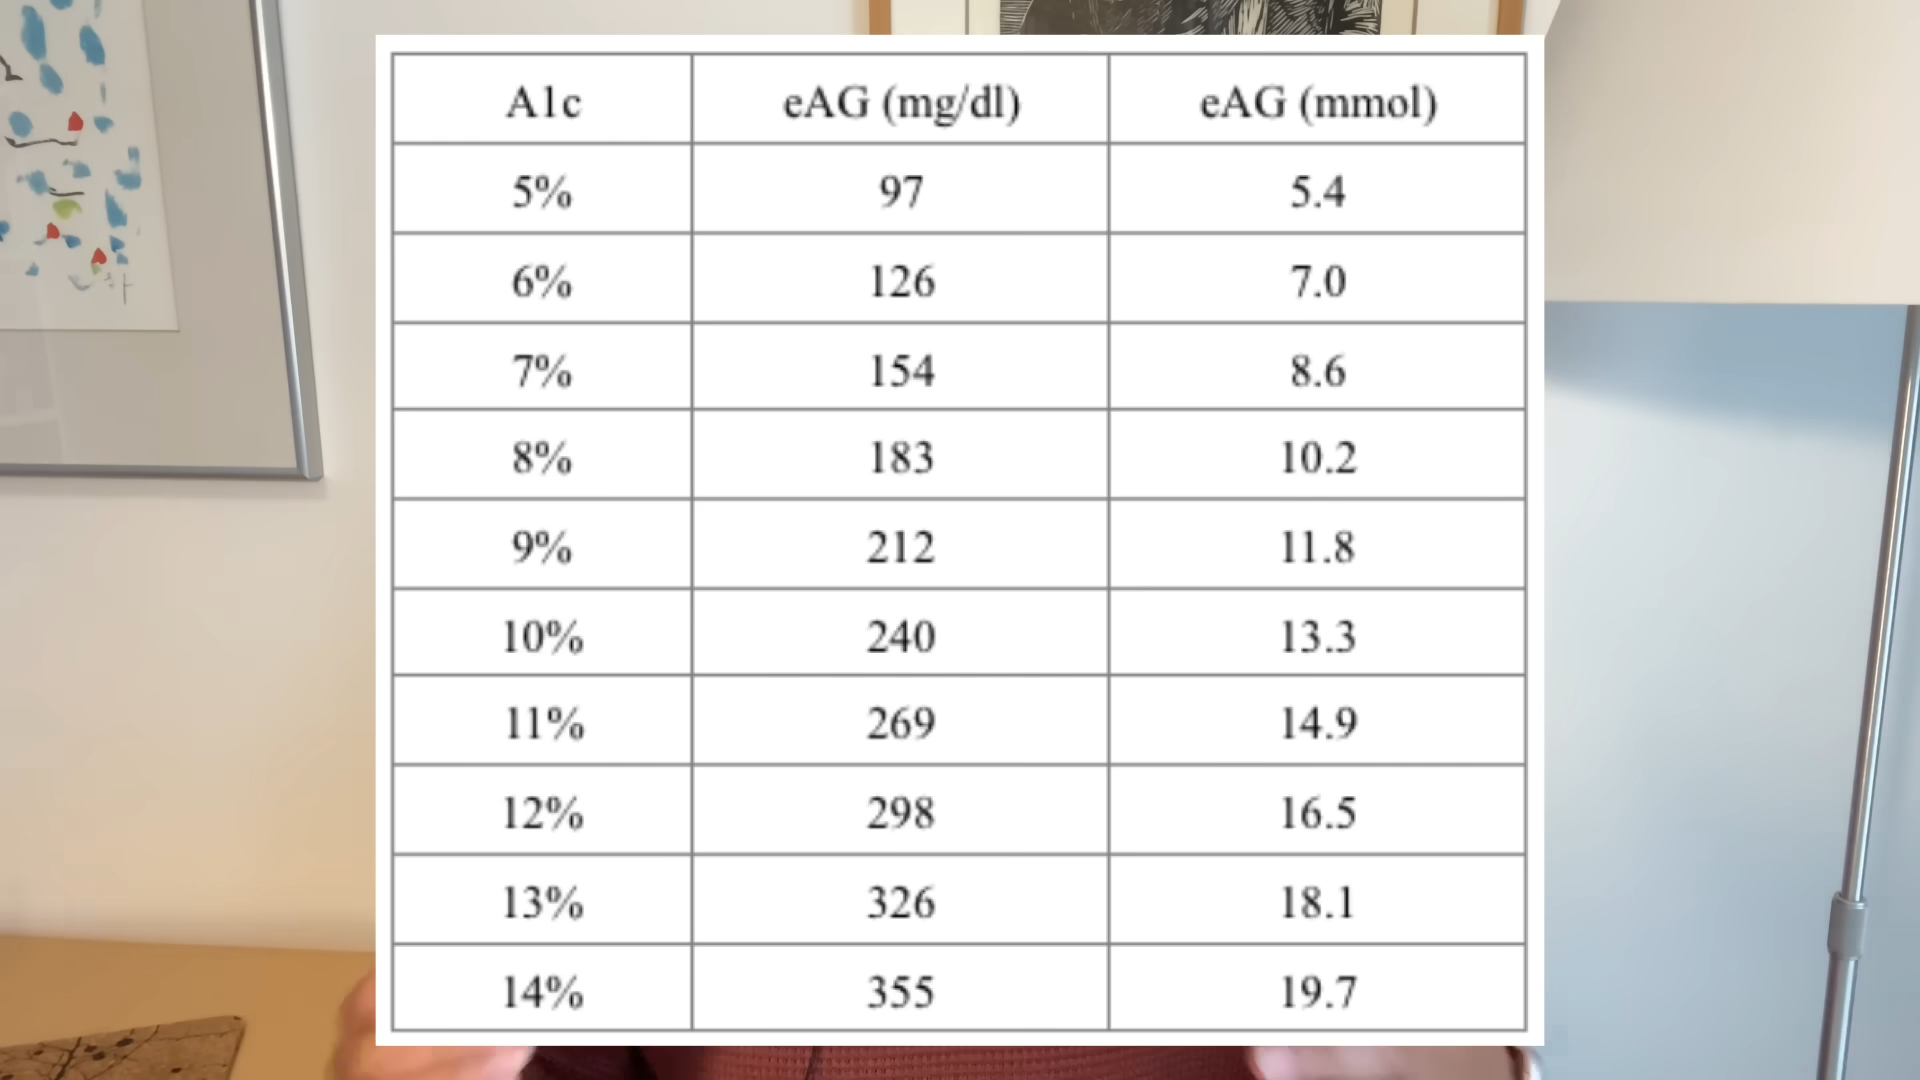 A1c eAG (mg/dl) eAG (mmol)
5% 97 5.4
6% 126 7.0
7% 154 8.6
8% 183 10.2
9% 212 11.8
10% 240 13.3
11% 269 14.9
12% 298 16.5
13% 326 18.1
14% 355 19.7